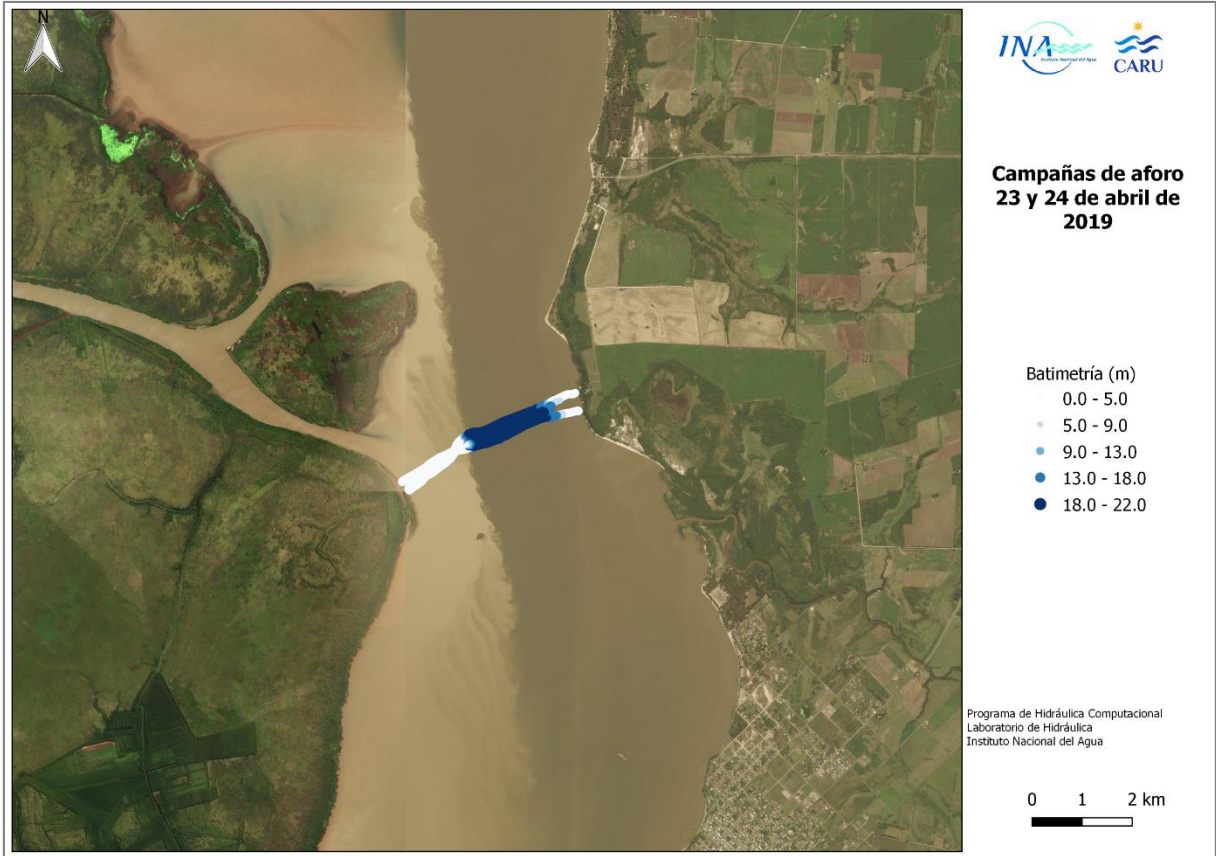 N
INA
Instituto Nacional del Agua
CARU
Campañas de aforo
23 y 24 de abril de
2019
Batimetría (m)
0.0 - 5.0
5.0 - 9.0
9.0 - 13.0
13.0 - 18.0
18.0 - 22.0
Programa de Hidráulica Computacional
Laboratorio de Hidráulica
Instituto Nacional del Agua
0 1 2 km